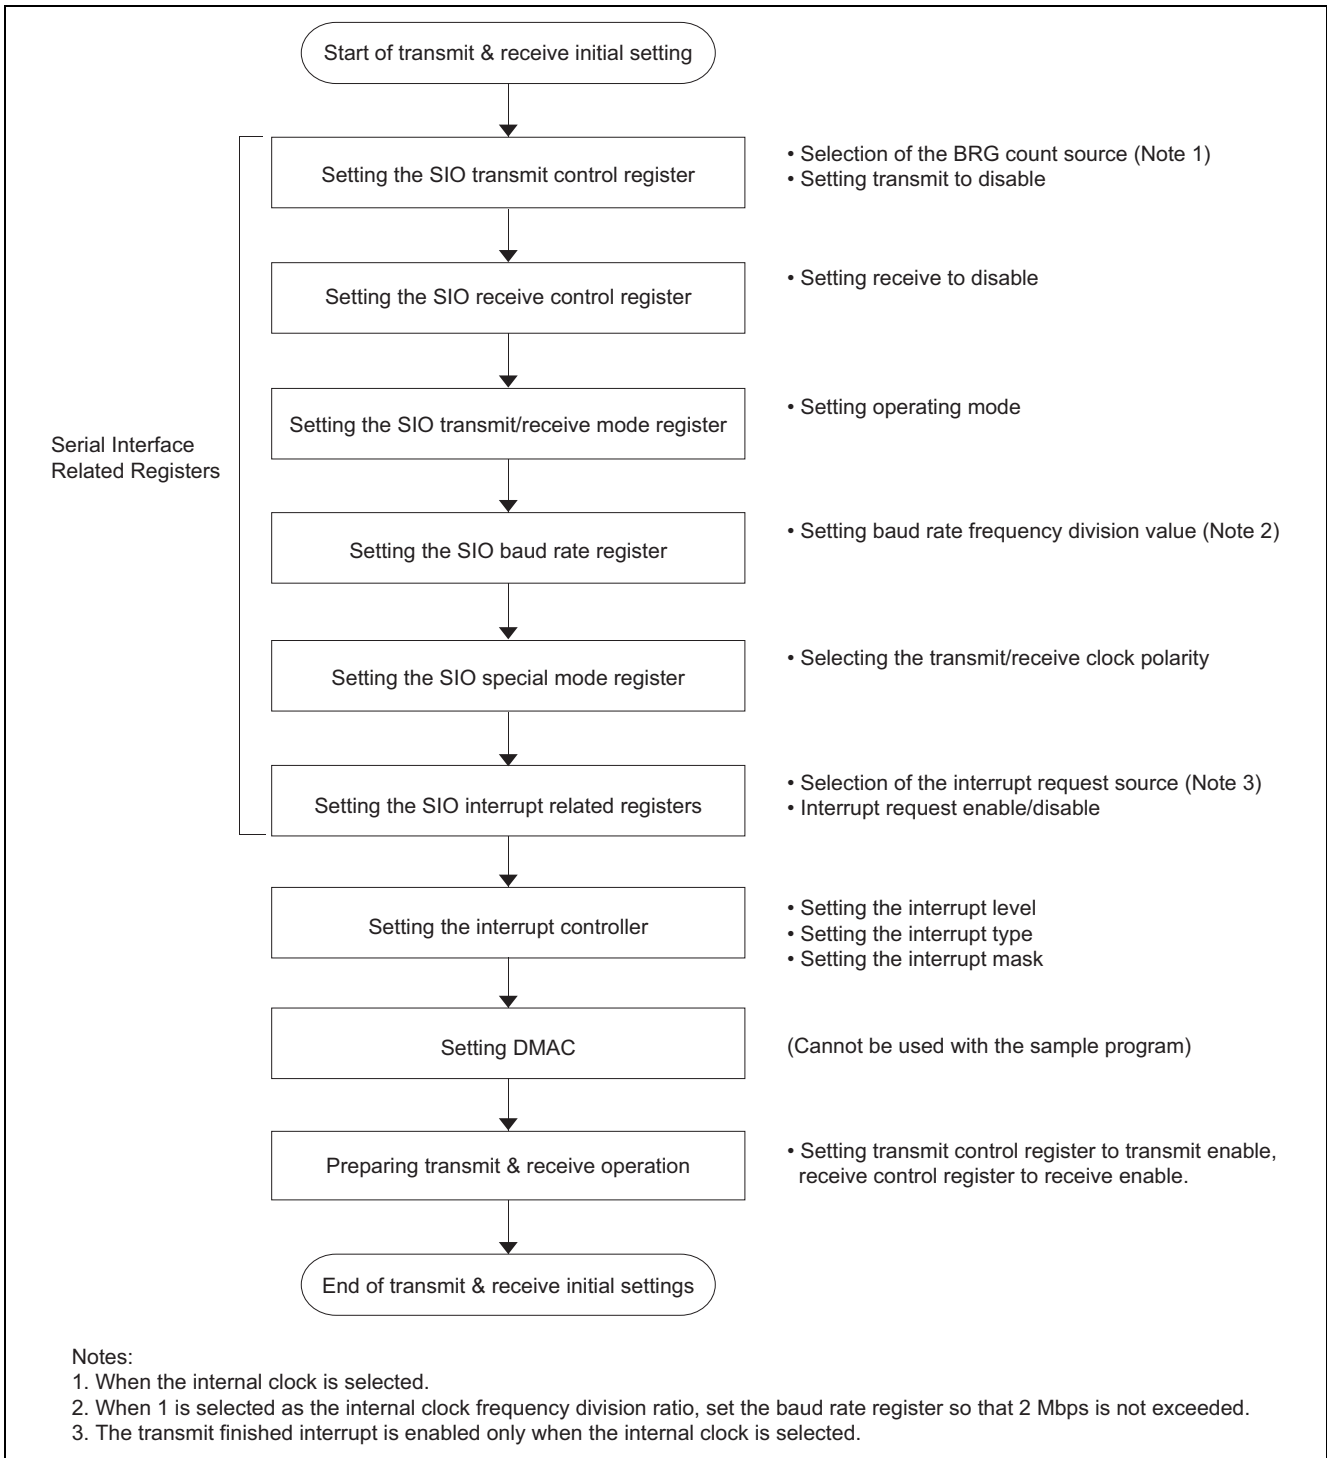 Start of transmit & receive initial setting
Setting the SIO transmit control register
• Selection of the BRG count source (Note 1)
• Setting transmit to disable
Setting the SIO receive control register
• Setting receive to disable
Setting the SIO transmit/receive mode register
• Setting operating mode
Serial Interface
Related Registers
Setting the SIO baud rate register
• Setting baud rate frequency division value (Note 2)
Setting the SIO special mode register
• Selecting the transmit/receive clock polarity
Setting the SIO interrupt related registers
• Selection of the interrupt request source (Note 3)
• Interrupt request enable/disable
Setting the interrupt controller
• Setting the interrupt level
• Setting the interrupt type
• Setting the interrupt mask
Setting DMAC
(Cannot be used with the sample program)
Preparing transmit & receive operation
• Setting transmit control register to transmit enable,
receive control register to receive enable.
End of transmit & receive initial settings
Notes:
1. When the internal clock is selected.
2. When 1 is selected as the internal clock frequency division ratio, set the baud rate register so that 2 Mbps is not exceeded.
3. The transmit finished interrupt is enabled only when the internal clock is selected.